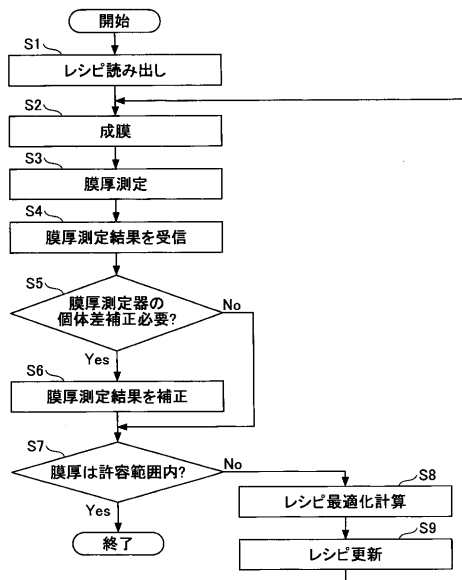 開始
S1
レシピ読み出し
S2
成膜
S3
膜厚測定
S4
膜厚測定結果を受信
S5
膜厚測定器の
個体差補正必要?
No
Yes
S6
膜厚測定結果を補正
S7
膜厚は許容範囲内?
No
Yes
S8
レシピ最適化計算
S9
レシピ更新
終了